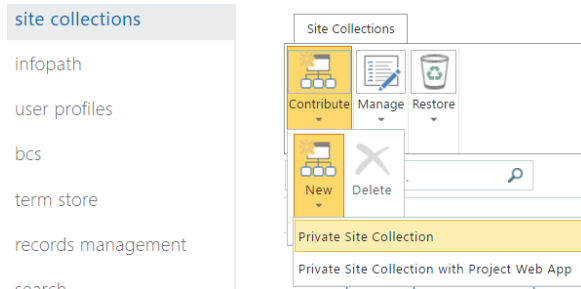 site collections
infopath
user profiles
bcs
term store
records management
search
Site Collections
Contribute Manage Restore
New Delete
Private Site Collection
Private Site Collection with Project Web App